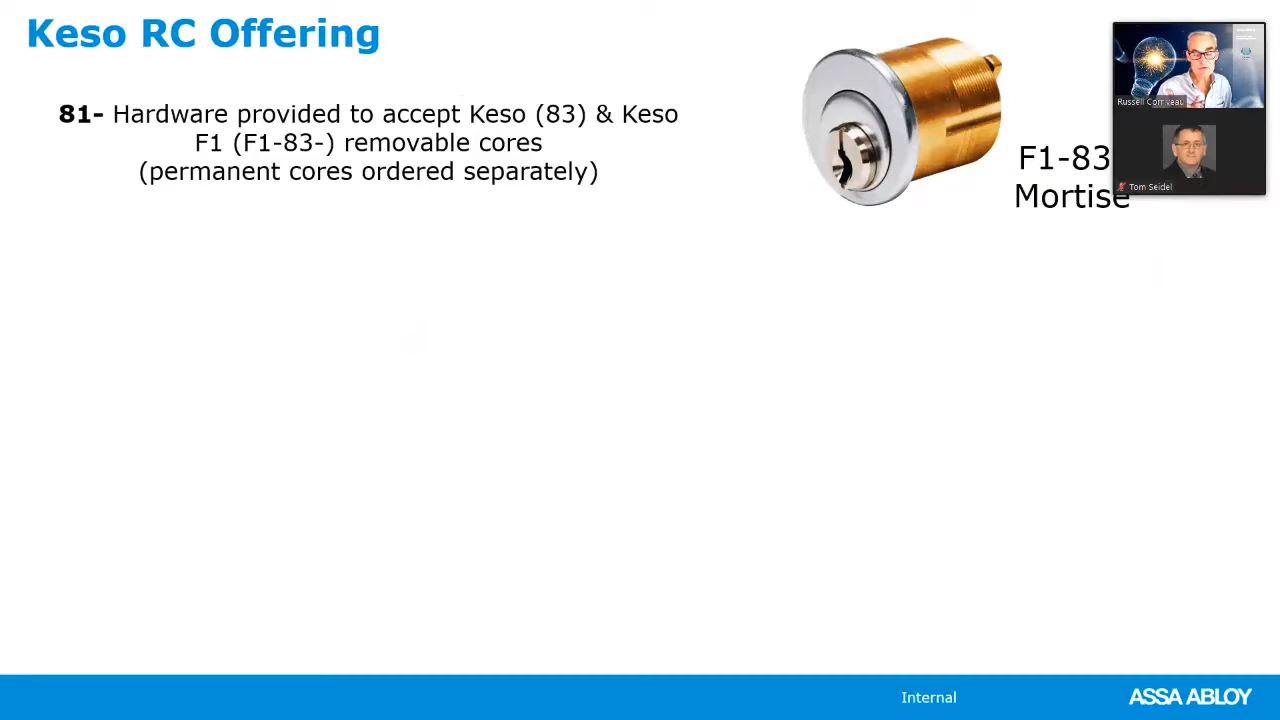 Keso RC Offering
81- Hardware provided to accept Keso (83) & Keso
F1 (F1-83-) removable cores
(permanent cores ordered separately)
F1-83
Mortise
Russell Corriveau
Tom Seidel
Internal
ASSA ABLOY